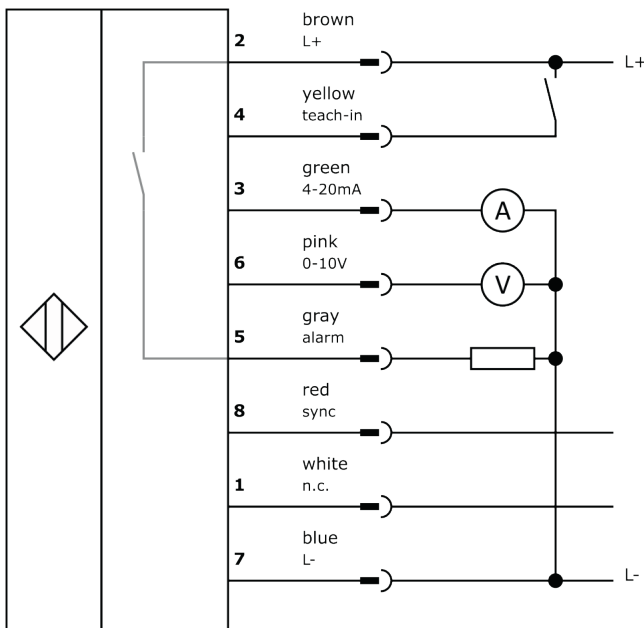 brown
2
L+
L+
yellow
4
teach-in
green
3
4-20mA
A
pink
6
0-10V
V
gray
5
alarm
red
8
sync
white
1
n.c.
blue
7
L-
L-